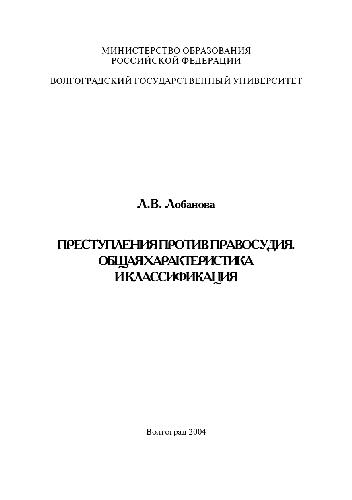 МИНИСТЕРСТВО ОБРАЗОВАНИЯ
РОССИЙСКОЙ ФЕДЕРАЦИИ
ВОЛГОГРАДСКИЙ ГОСУДАРСТВЕННЫЙ УНИВЕРСИТЕТ
Л.В. Лобанова
ПРЕСТУПЛЕНИЯ ПРОТИВ ПРАВОСУДИЯ.
ОБЩАЯ ХАРАКТЕРИСТИКА
И КЛАССИФИКАЦИЯ
Волгоград 2004